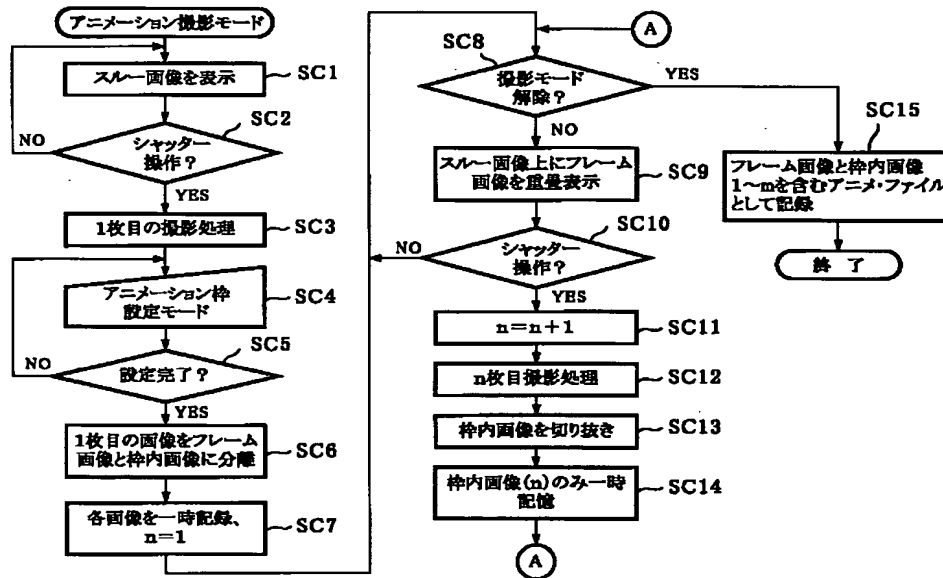 アニメーション撮影モード
スルー画像を表示
SC1
SC2
シャッター
操作？
NO
YES
1枚目の撮影処理
SC3
アニメーション枠
設定モード
SC4
SC5
設定完了？
NO
YES
1枚目の画像をフレーム
画像と枠内画像に分離
SC6
各画像を一時記録、
n＝1
SC7
A
SC8
撮影モード
解除？
YES
NO
スルー画像上にフレーム
画像を重畳表示
SC9
SC10
シャッター
操作？
NO
YES
n＝n＋1
SC11
n枚目撮影処理
SC12
枠内画像を切り抜き
SC13
枠内画像(n)のみ一時
記憶
SC14
A
SC15
フレーム画像と枠内画像
1～mを含むアニメ・ファイル
として記録
終了